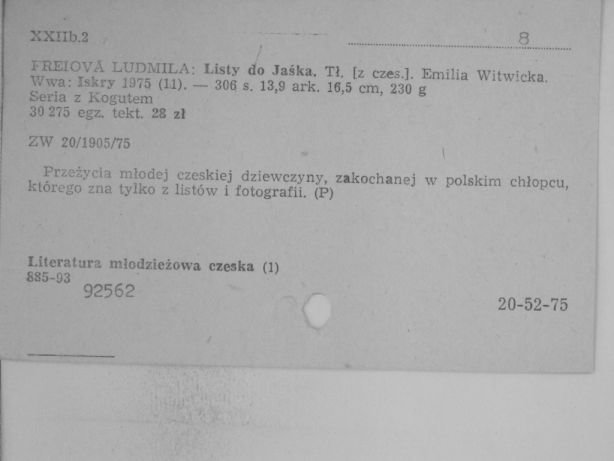 XXIIb.2
8
FREIOVÁ LUDMILA: Listy do Jaśka. Tł. [z czes.]. Emilia Witwicka.
Wwa: Iskry 1975 (11). — 306 s. 13,9 ark. 16,5 cm, 230 g
Seria z Kogutem
30 275 egz. tekt. 28 zł
ZW 20/1905/75
Przeżycia młodej czeskiej dziewczyny, zakochanej w polskim chłopcu,
którego zna tylko z listów i fotografii. (P)
Literatura młodzieżowa czeska (1)
885-93
92562
20-52-75